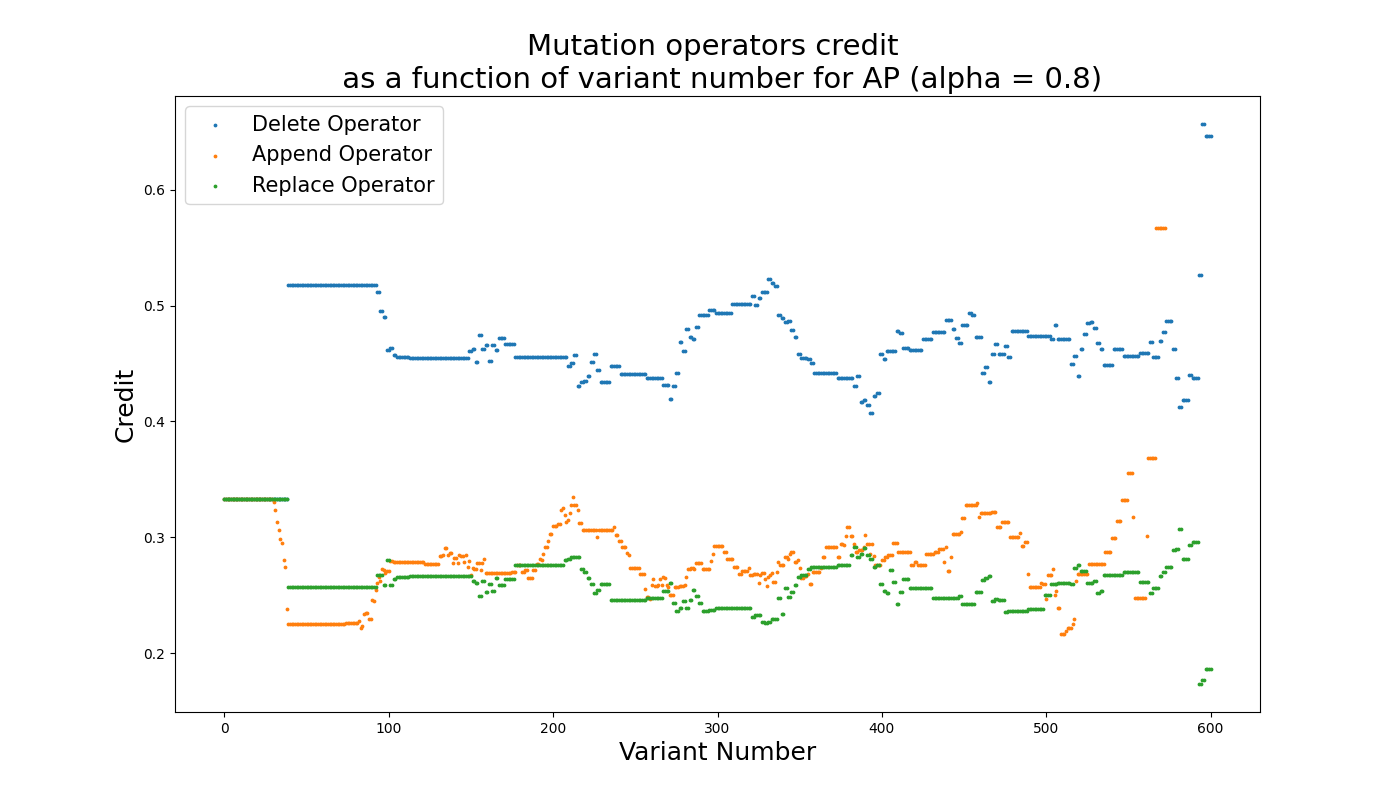 Mutation operators credit
as a function of variant number for AP (alpha = 0.8)
Delete Operator
Append Operator
Replace Operator
0.6
0.5
0.4
0.3
0.2
Credit
0 100 200 300 400 500 600
Variant Number